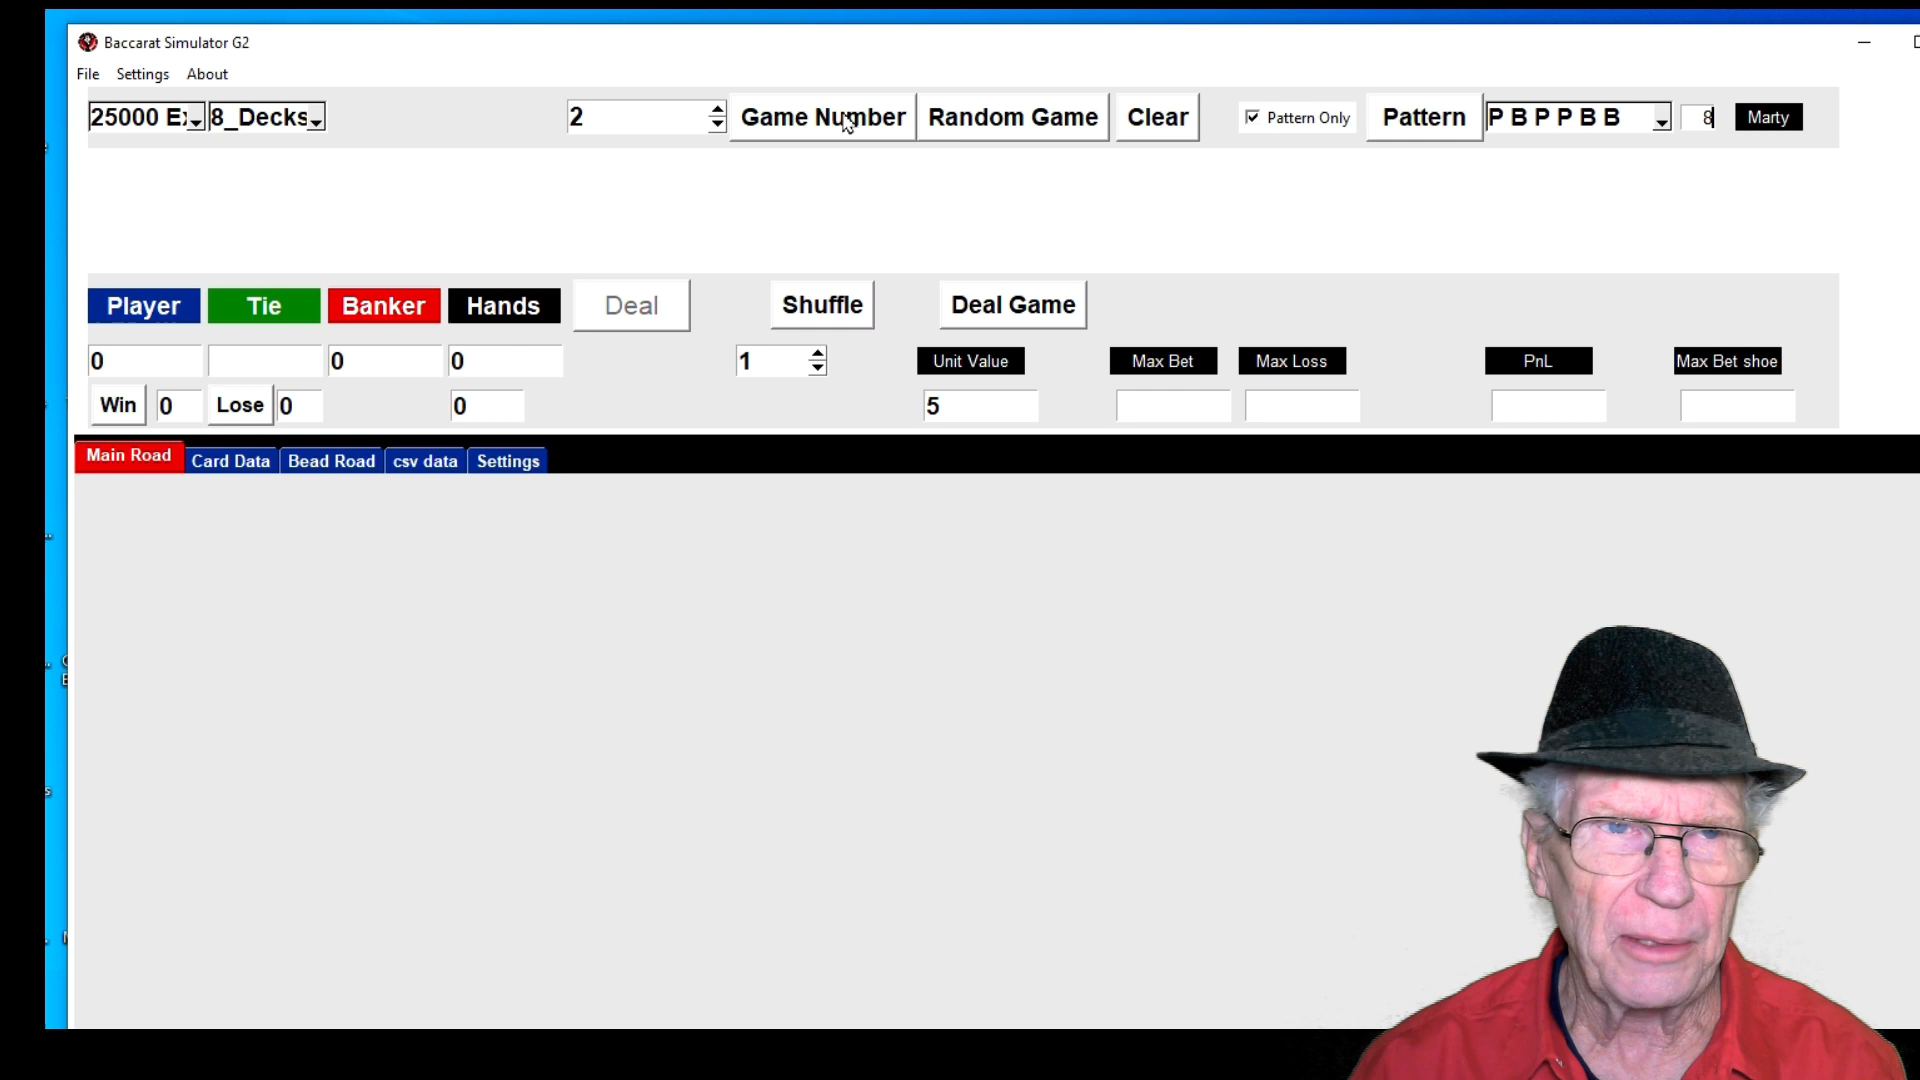 Baccarat Simulator G2
File Settings About
25000 E 8_Decks 2 Game Number Random Game Clear Pattern Only Pattern P B P P B B 8 Marty
Player Tie Banker Hands Deal Shuffle Deal Game
0 0 0 1 Unit Value Max Bet Max Loss PnL Max Bet shoe
Win 0 Lose 0 0 5
Main Road Card Data Bead Road csv data Settings